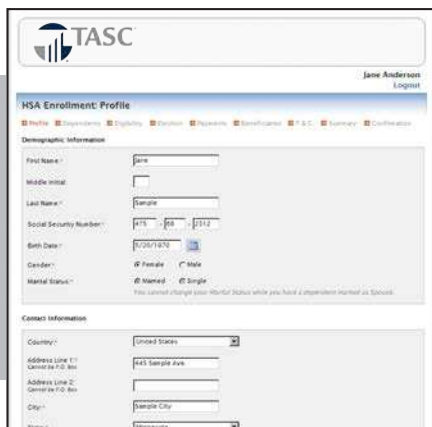 TASC
Jane Anderson
Logout
HSA Enrollment: Profile
Profile Dependents Eligibility Election Payments Beneficiaries T & C Summary Confirmation
Demographic Information
First Name * Jane
Middle Initial
Last Name * Sample
Social Security Number * 475 - 68 - 2312
Birth Date * 5/20/1970
Gender * Female Male
Marital Status * Married Single
You cannot change your Marital Status while you have a dependent marked as Spouse.
Contact Information
Country * United States
Address Line 1: * 445 Sample Ave
Cannot be P.O. Box
Address Line 2:
Cannot be P.O. Box
City * Sample City
Minnesota